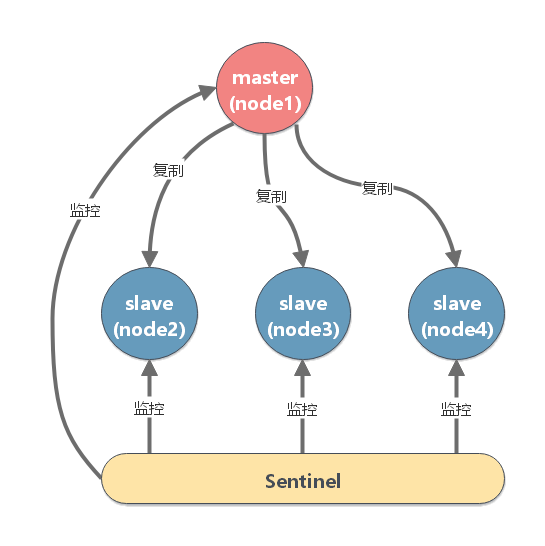 master
(node1)
复制
复制
复制
监控
slave
(node2)
slave
(node3)
slave
(node4)
监控
监控
监控
Sentinel